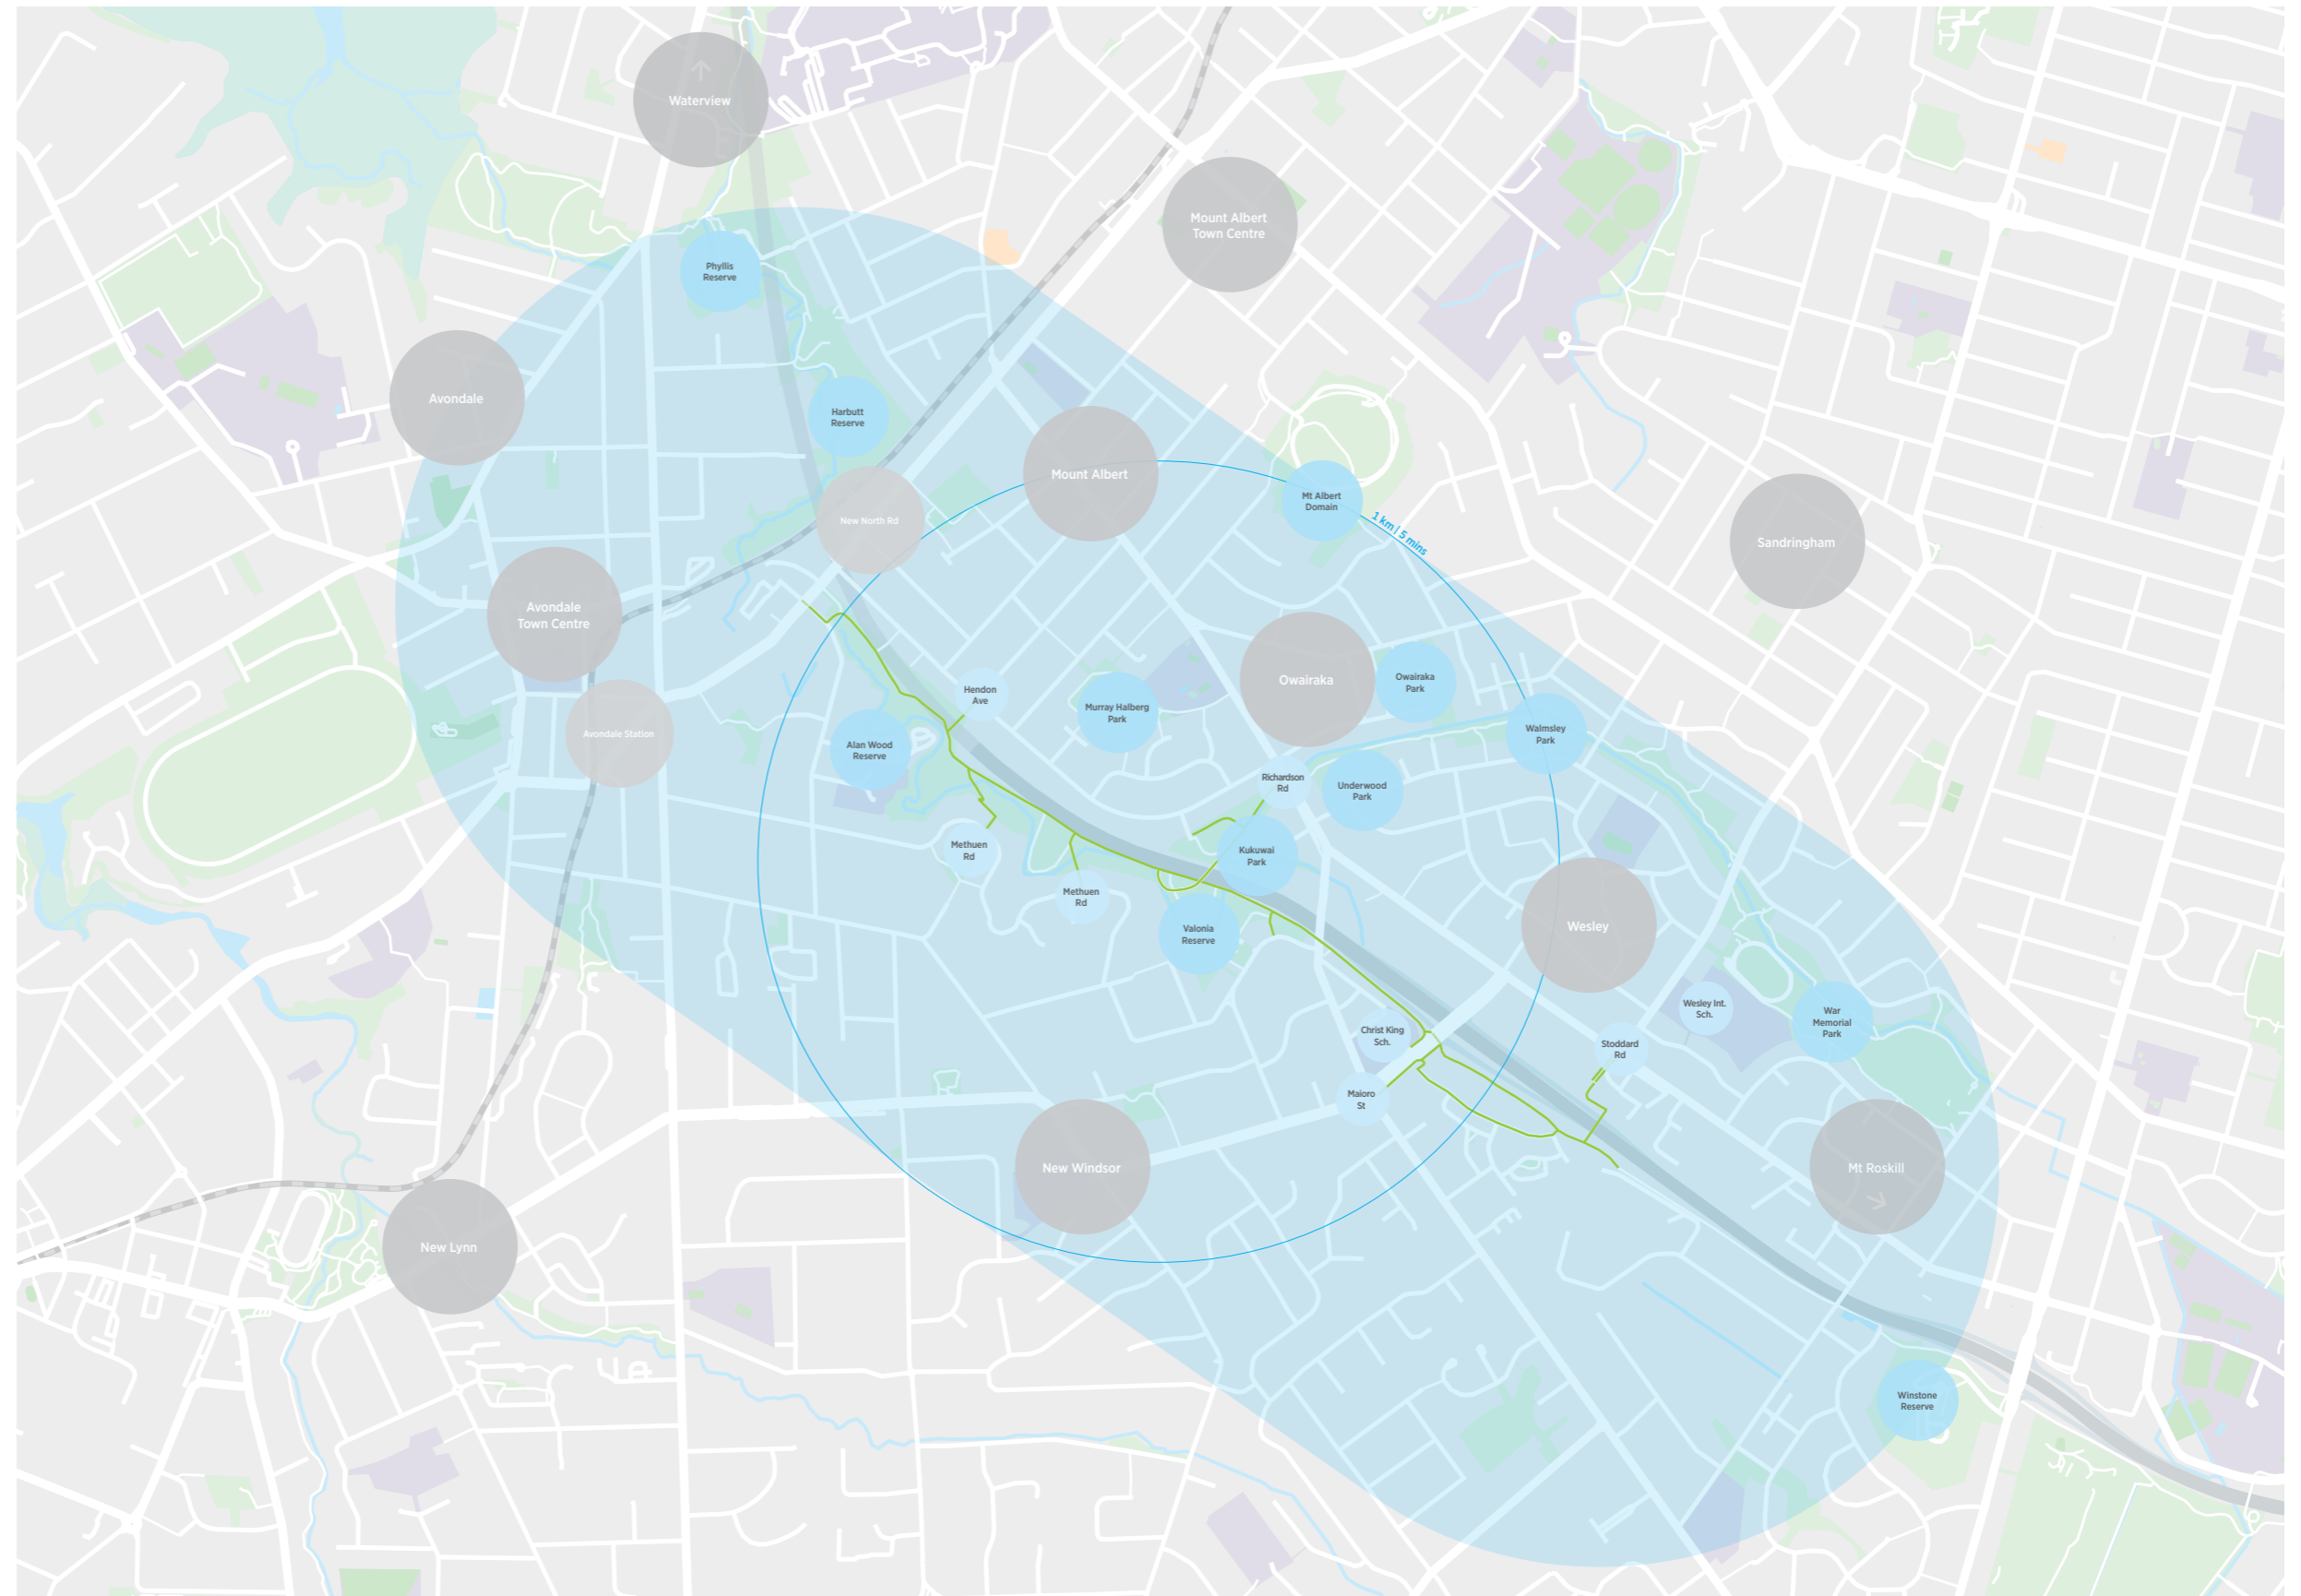 Waterview
Mount Albert
Town Centre
Phyllis
Reserve
Avondale
Harbutt
Reserve
Mount Albert
Mt Albert
Domain
1 km | 5 mins
New North Rd
Sandringham
Avondale
Town Centre
Owairaka
Owairaka
Park
Hendon
Ave
Murray Halberg
Park
Avondale Station
Alan Wood
Reserve
Walmsley
Park
Richardson
Rd
Underwood
Park
Methuen
Rd
Kukuwai
Park
Methuen
Rd
Valonia
Reserve
Wesley
Wesley Int.
Sch.
War
Memorial
Park
Christ King
Sch.
Stoddard
Rd
Maioro
St
New Windsor
Mt Roskill
New Lynn
Winstone
Reserve